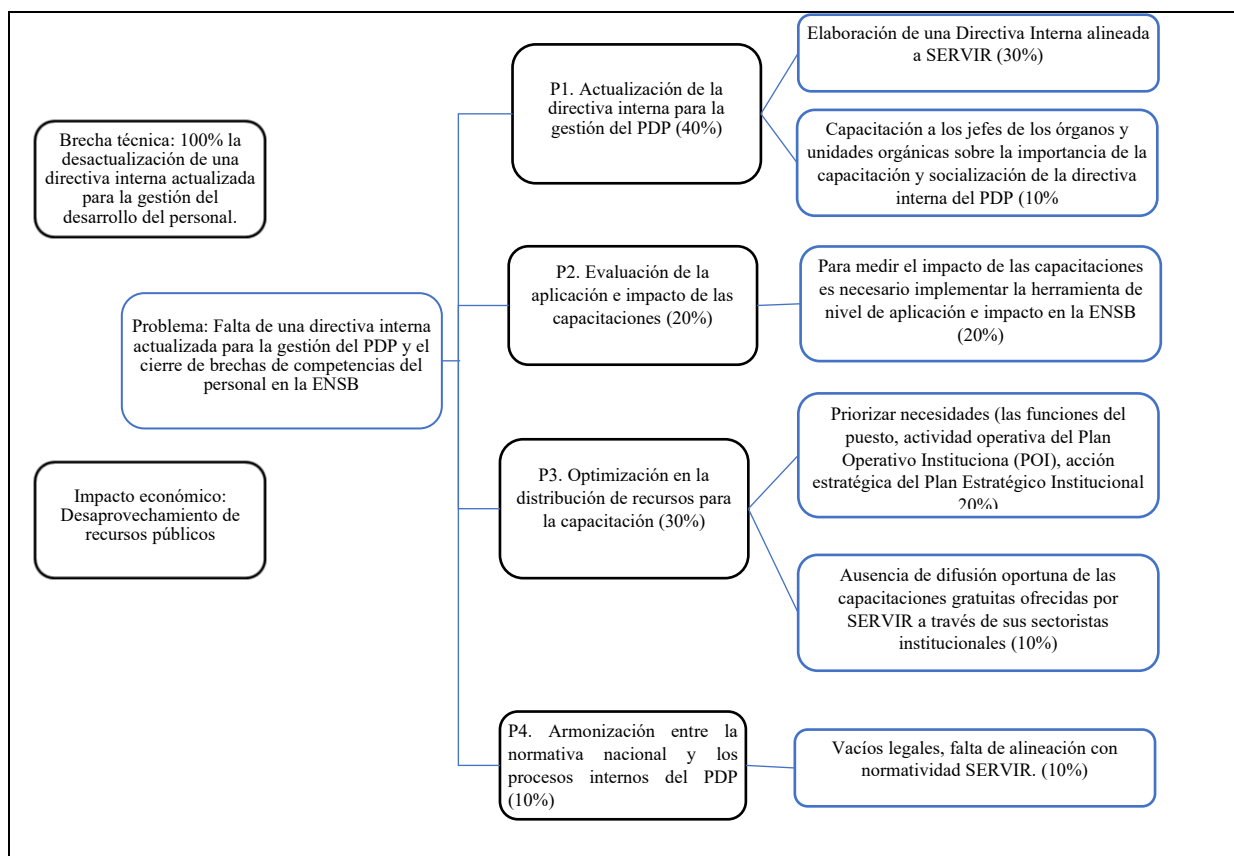 Brecha técnica: 100% la
desactualización de una
directiva interna actualizada
para la gestión del
desarrollo del personal.
Problema: Falta de una directiva interna
actualizada para la gestión del PDP y el
cierre de brechas de competencias del
personal en la ENSB
Impacto económico:
Desaprovechamiento de
recursos públicos
P1. Actualización de la
directiva interna para la
gestión del PDP (40%)
Elaboración de una Directiva Interna alineada
a SERVIR (30%)
Capacitación a los jefes de los órganos y
unidades orgánicas sobre la importancia de la
capacitación y socialización de la directiva
interna del PDP (10%
P2. Evaluación de la
aplicación e impacto de las
capacitaciones (20%)
Para medir el impacto de las capacitaciones
es necesario implementar la herramienta de
nivel de aplicación e impacto en la ENSB
(20%)
P3. Optimización en la
distribución de recursos para
la capacitación (30%)
Priorizar necesidades (las funciones del
puesto, actividad operativa del Plan
Operativo Instituciona (POI), acción
estratégica del Plan Estratégico Institucional
20%)
Ausencia de difusión oportuna de las
capacitaciones gratuitas ofrecidas por
SERVIR a través de sus sectoristas
institucionales (10%)
P4. Armonización entre la
normativa nacional y los
procesos internos del PDP
(10%)
Vacíos legales, falta de alineación con
normatividad SERVIR. (10%)